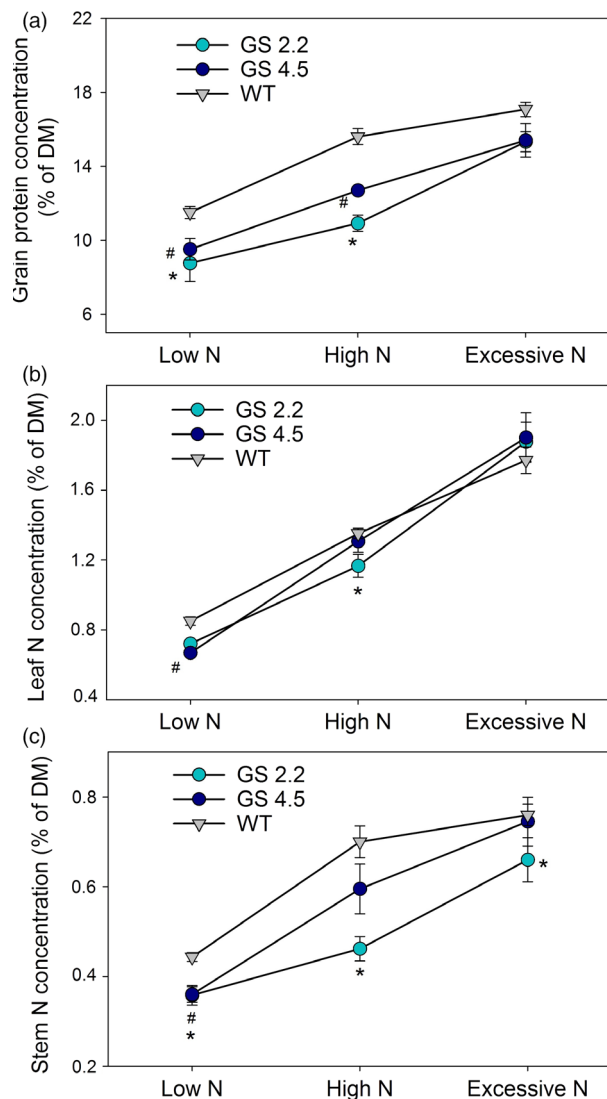 (a)
22
18
14
10
6
Grain protein concentration
(% of DM)
GS 2.2
GS 4.5
WT
#
*
#
*
Low N
High N
Excessive N
(b)
2.0
1.6
1.2
0.8
0.4
Leaf N concentration (% of DM)
GS 2.2
GS 4.5
WT
#
*
Low N
High N
Excessive N
(c)
0.8
0.6
0.4
0.2
Stem N concentration (% of DM)
GS 2.2
GS 4.5
WT
#
*
*
*
Low N
High N
Excessive N